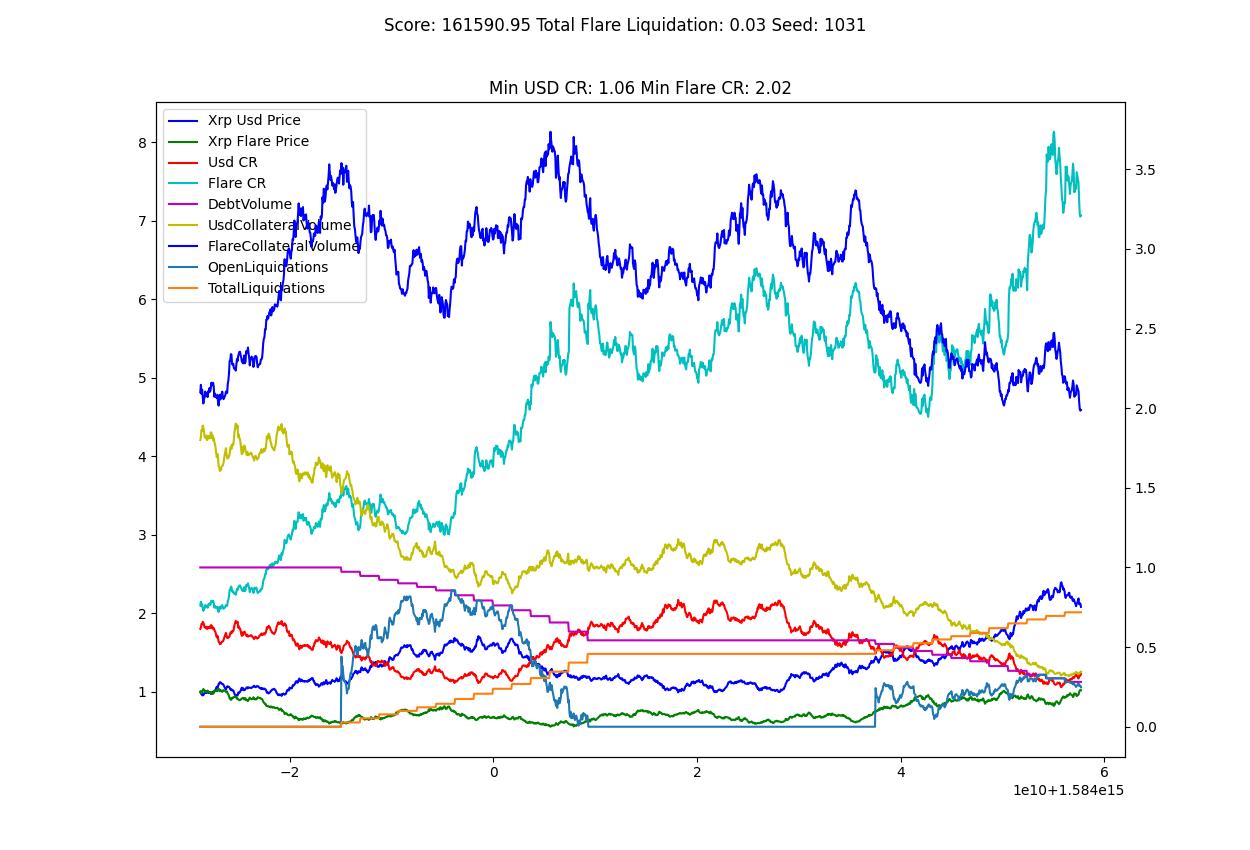 Score: 161590.95 Total Flare Liquidation: 0.03 Seed: 1031
Min USD CR: 1.06 Min Flare CR: 2.02
Xrp Usd Price
Xrp Flare Price
Usd CR
Flare CR
DebtVolume
UsdCollateralVolume
FlareCollateralVolume
OpenLiquidations
TotalLiquidations
8
7
6
5
4
3
2
1
3.5
3.0
2.5
2.0
1.5
1.0
0.5
0.0
−2
0
2
4
6
1e10+1.584e15